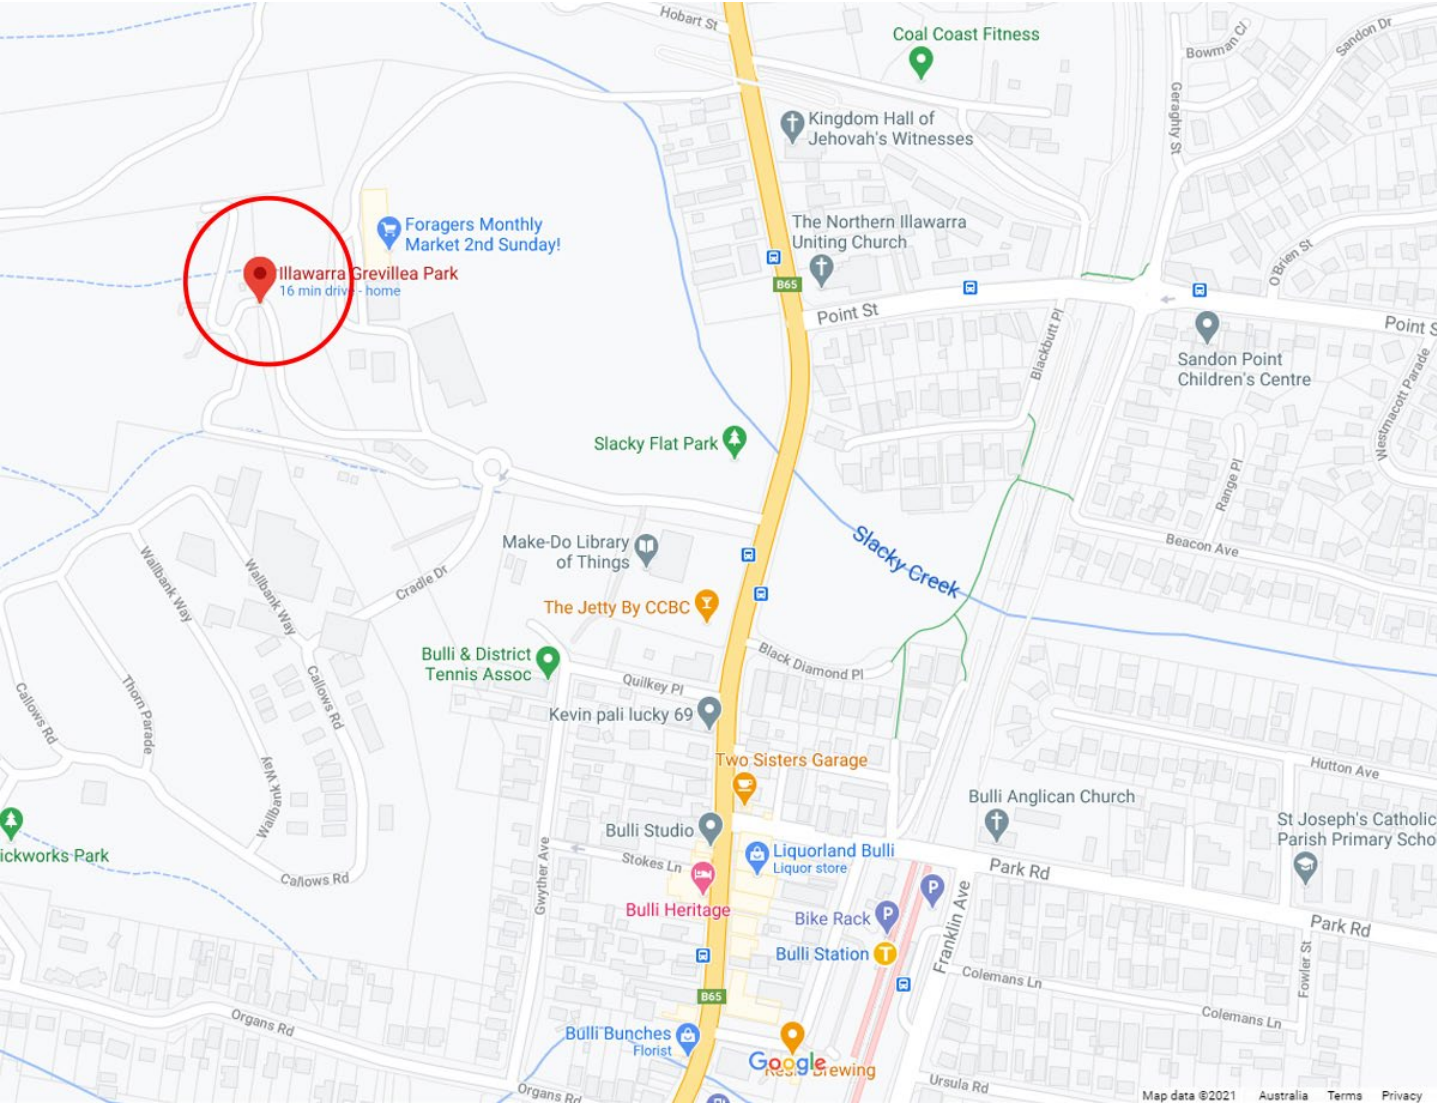 Hobart St
Coal Coast Fitness
Bowman Cl
Sandon Dr
Geraghty St
Kingdom Hall of
Jehovah's Witnesses
Foragers Monthly
Market 2nd Sunday!
The Northern Illawarra
Uniting Church
O'Brien St
Illawarra Grevillea Park
16 min drive - home
B65
Point St
Point S
Blackbutt Pl
Sandon Point
Children's Centre
Westmacott Parade
Slacky Flat Park
Range Pl
Slacky Creek
Beacon Ave
Make-Do Library
of Things
Wallbank Way
Wallbank Way
Cradle Dr
The Jetty By CCBC
Black Diamond Pl
Bulli & District
Tennis Assoc
Quilkey Pl
Callows Rd
Thorn Parade
Callows Rd
Kevin pali lucky 69
Two Sisters Garage
Hutton Ave
Wallbank Way
Bulli Anglican Church
St Joseph's Catholic
Parish Primary Schoo
Bulli Studio
ickworks Park
Stokes Ln
Liquorland Bulli
Liquor store
Park Rd
Callows Rd
Gwyther Ave
P
Bulli Heritage
Bike Rack
P
Park Rd
Franklin Ave
Bulli Station
T
Fowler St
Colemans Ln
B65
Colemans Ln
Organs Rd
Bulli Bunches
Florist
Google
Brewing
Ursula Rd
Organs Rd
Map data ©2021
Australia
Terms
Privacy